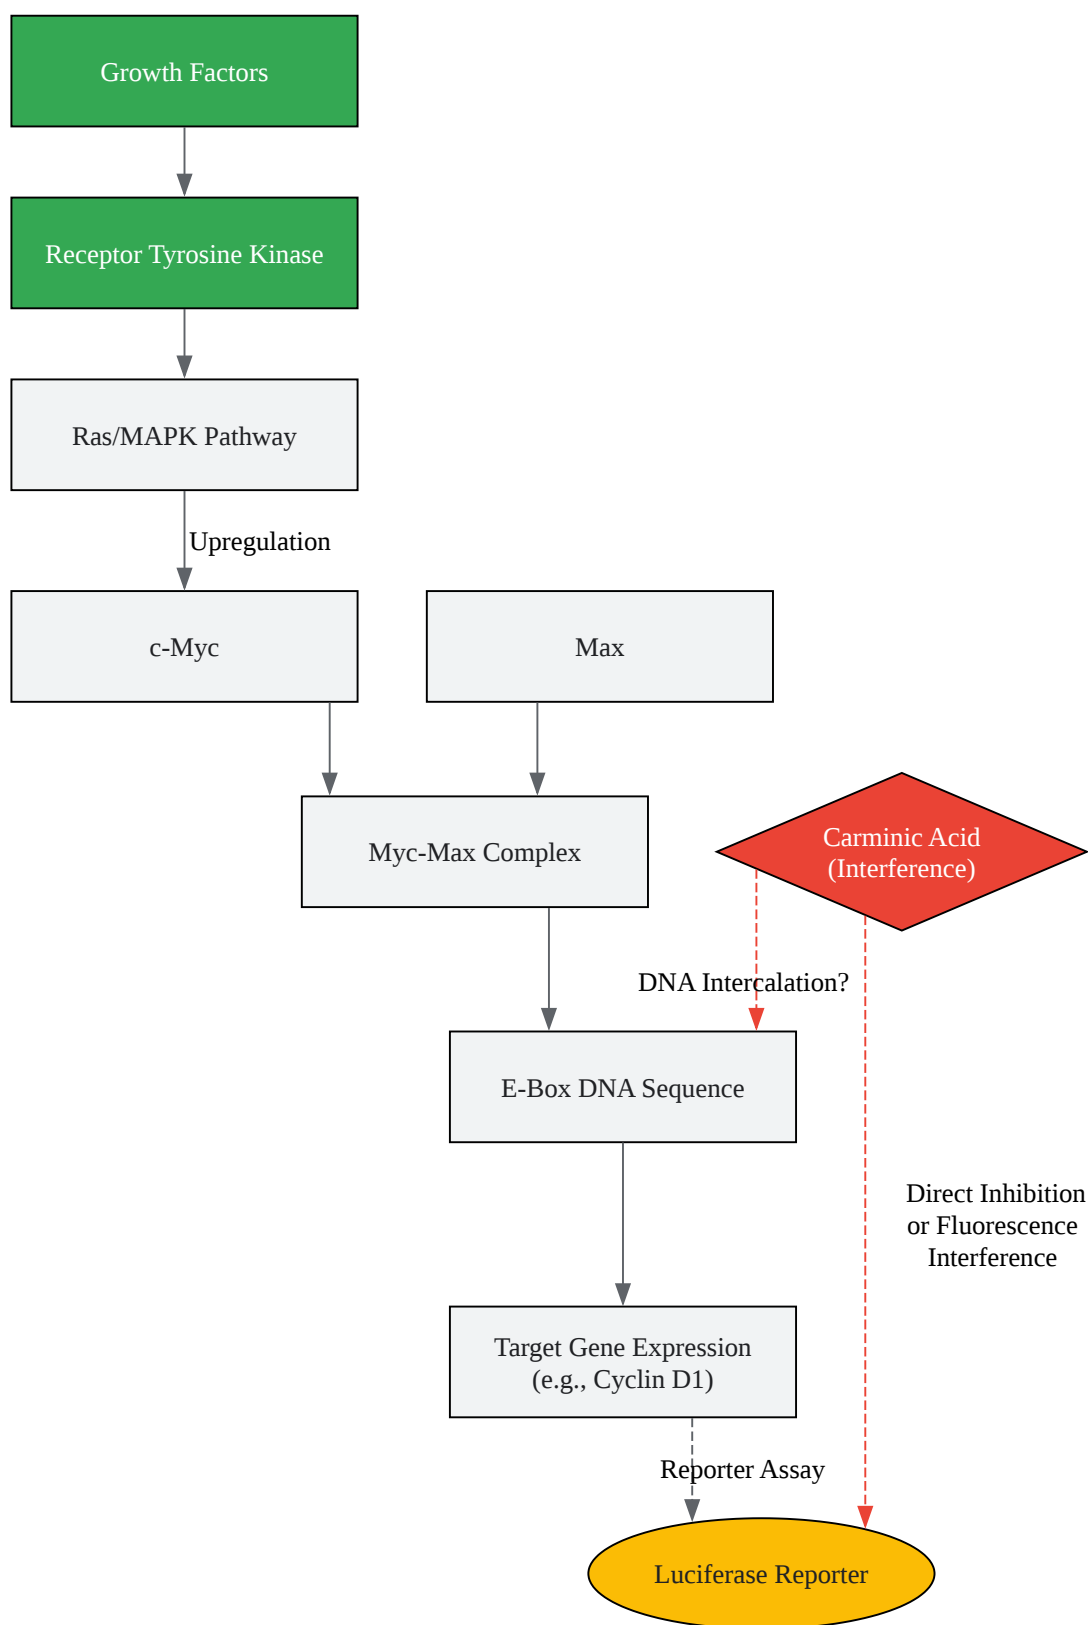 Growth Factors
Receptor Tyrosine Kinase
Ras/MAPK Pathway
Upregulation
c-Myc
Max
Myc-Max Complex
Carminic Acid
(Interference)
DNA Intercalation?
E-Box DNA Sequence
Direct Inhibition
or Fluorescence
Interference
Target Gene Expression
(e.g., Cyclin D1)
Reporter Assay
Luciferase Reporter